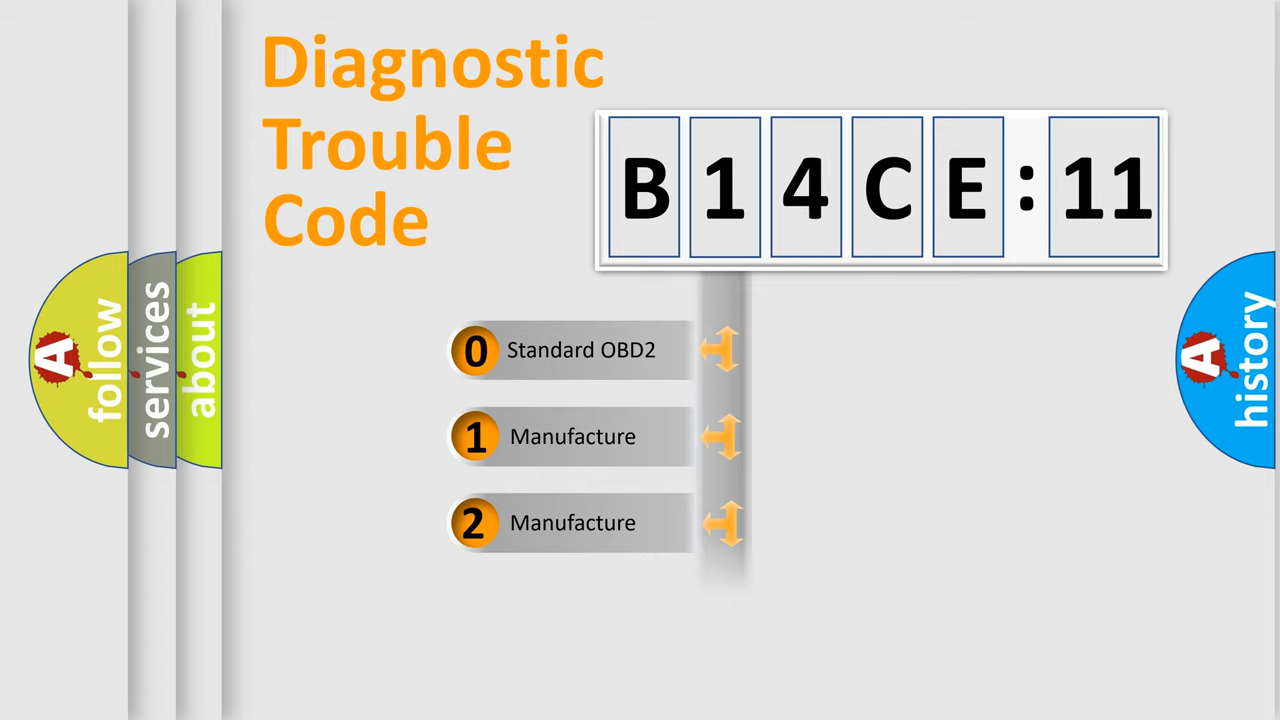 Diagnostic
Trouble
Code
B 1 4 C E : 11
0 Standard OBD2
1 Manufacture
2 Manufacture
A follow
services
about
A history